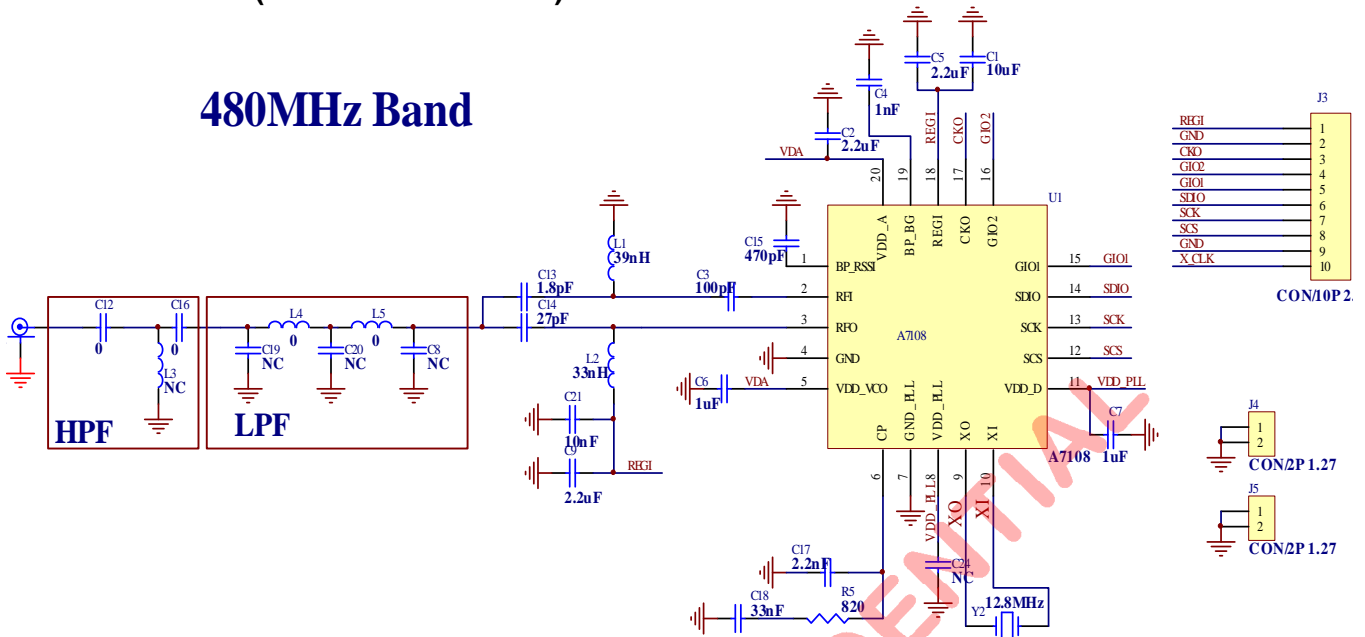 480MHz Band
C5
2.2uF
C1
10uF
C4
1nF
C2
2.2uF
VDA
REGI
CKO
GIO2
20
19
18
17
16
VDD_A
BP_BG
REGI
CKO
GIO2
U1
C15
470pF
1
BP_RSSI
GIO1
15
GIO1
L1
39nH
C13
1.8pF
C3
100pF
2
RFI
SDIO
14
SDIO
C14
27pF
3
RFO
SCK
13
SCK
A7108
4
GND
SCS
12
SCS
C6
1uF
VDA
5
VDD_VCO
VDD_D
11
VDD_PLL
C7
1uF
A7108
CP
GND_PLL
VDD_PLL
XO
XI
6
7
8
9
10
VDD_PLL
XO
XI
C12
0
C16
0
L3
NC
HPF
L4
0
L5
0
C19
NC
C20
NC
C8
NC
LPF
L2
33nH
C21
10nF
C9
2.2uF
REGI
C17
2.2nF
C18
33nF
R5
820
C24
NC
Y2
12.8MHz
J3
REGI 1
GND 2
CKO 3
GIO2 4
GIO1 5
SDIO 6
SCK 7
SCS 8
GND 9
X_CLK 10
CON/10P 2.
J4
1
2
CON/2P 1.27
J5
1
2
CON/2P 1.27
ENTIAL